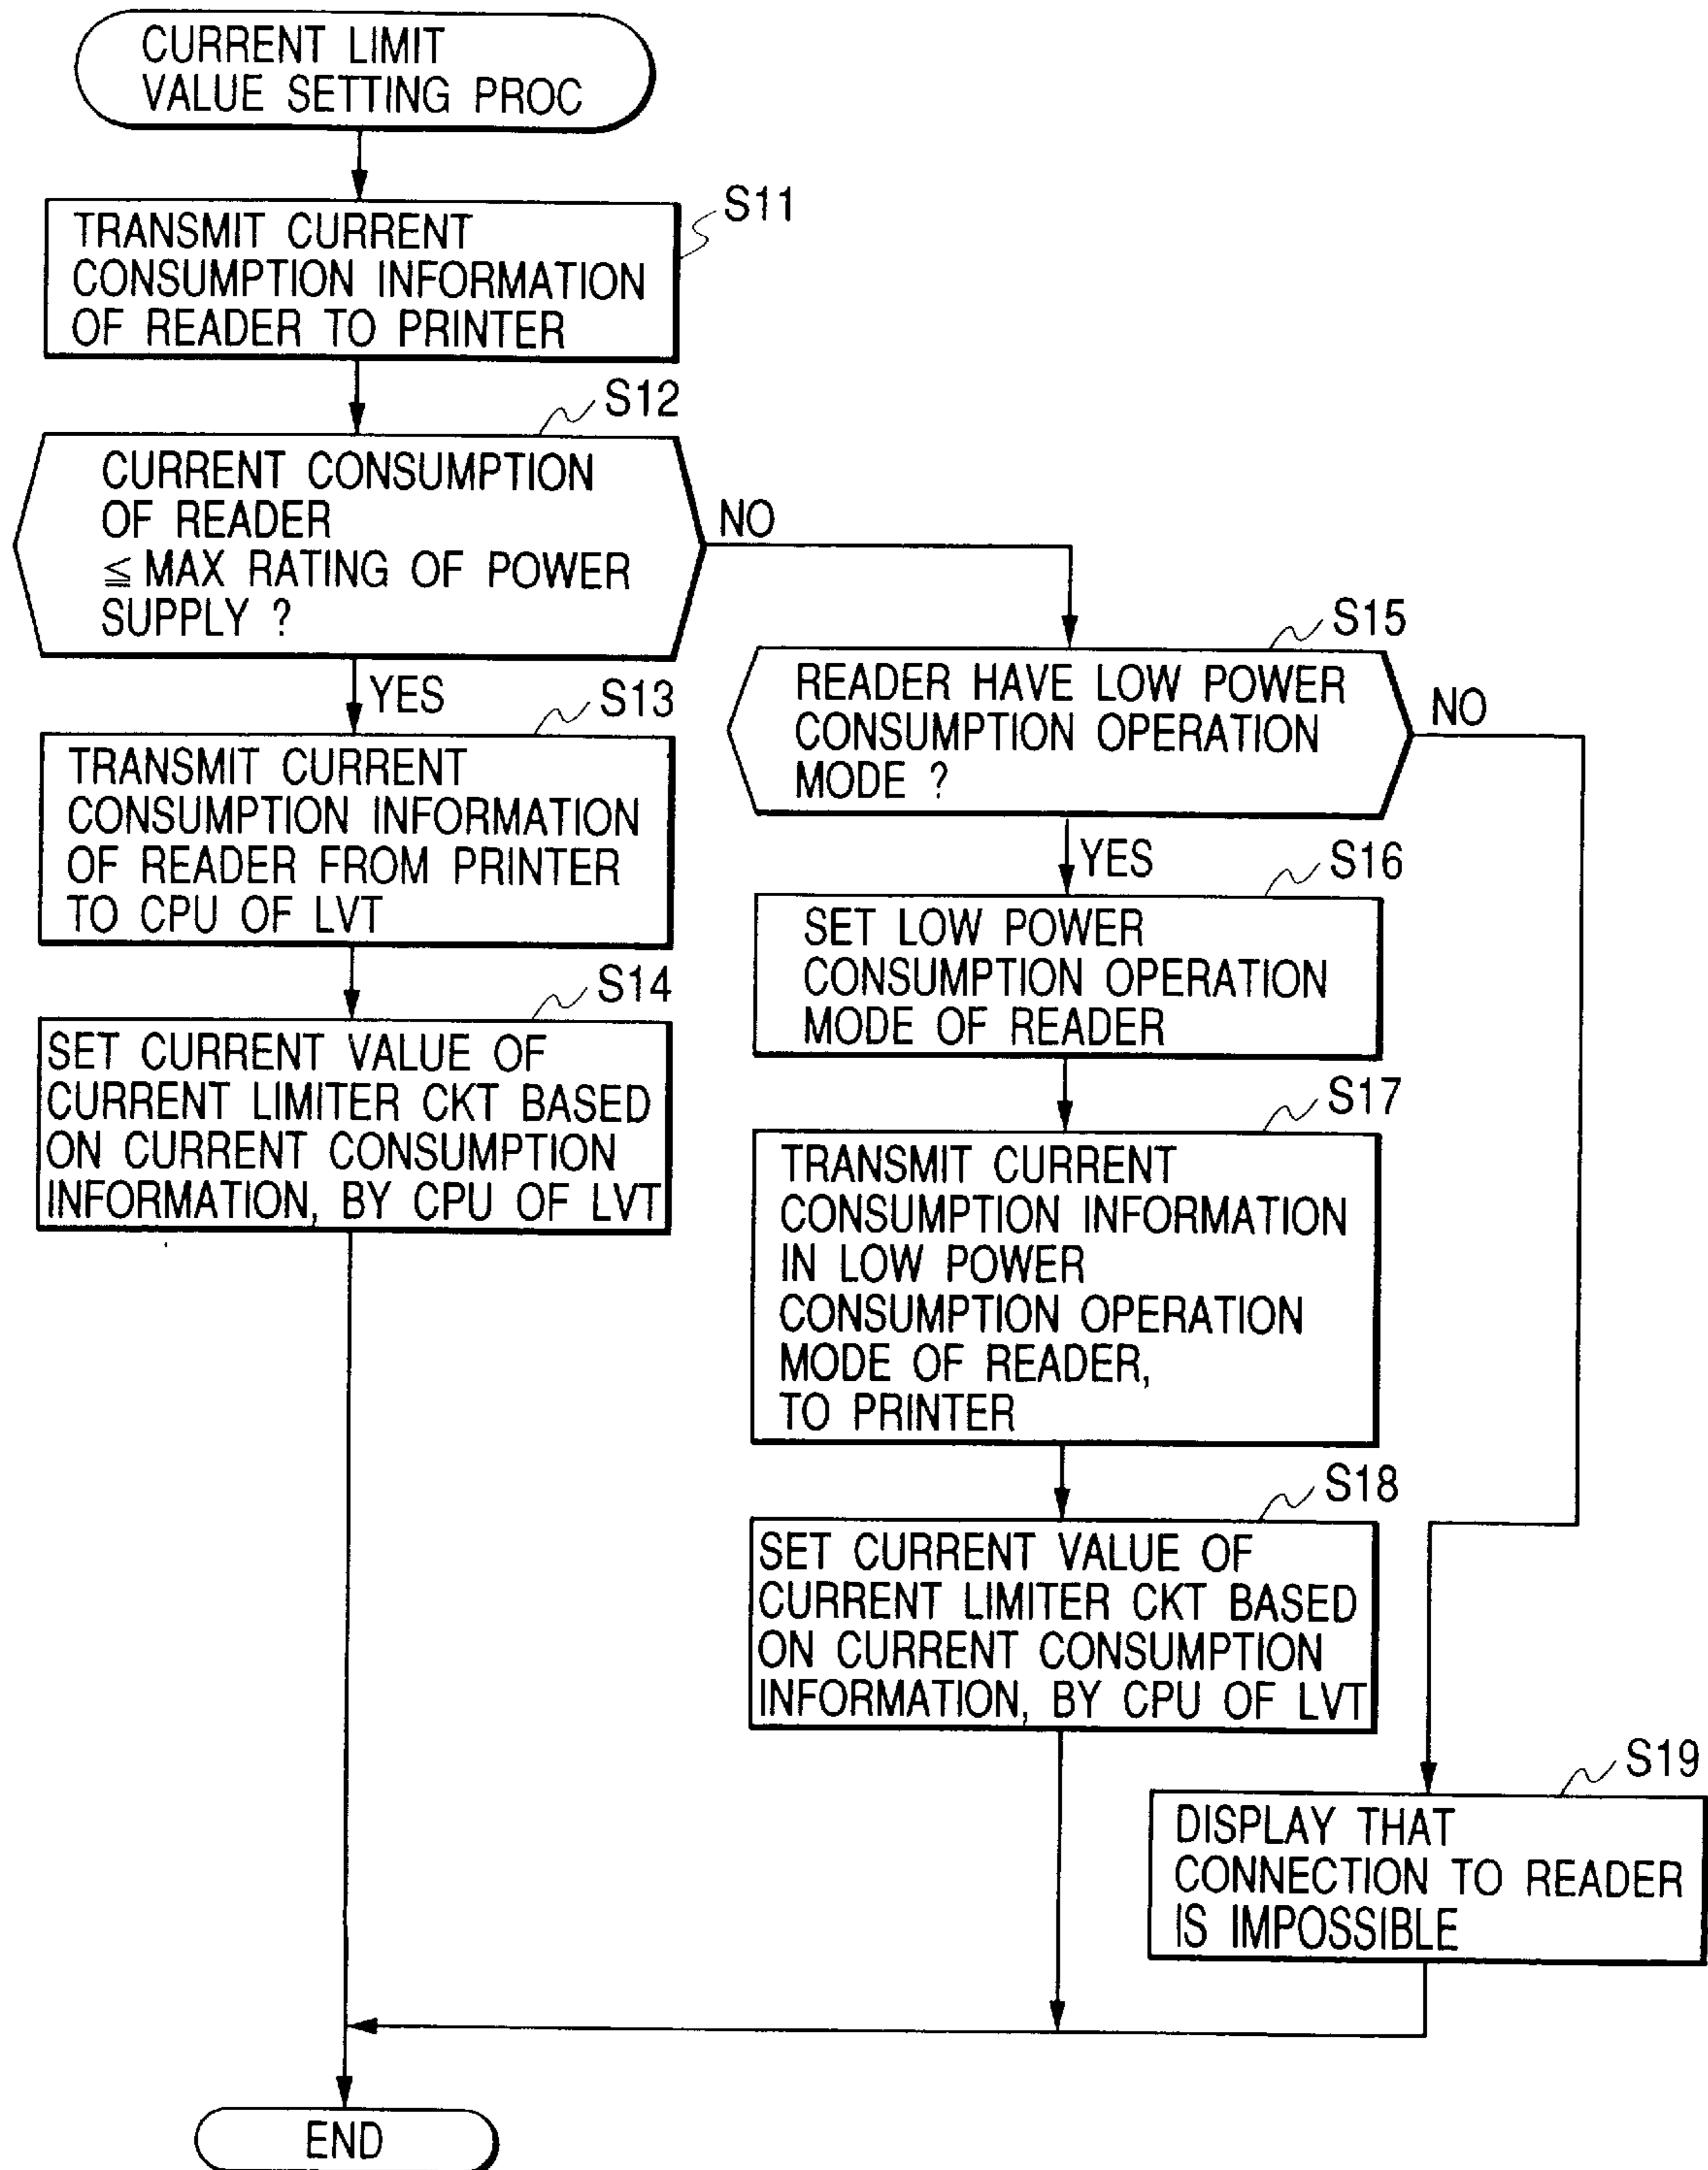 CURRENT LIMIT
VALUE SETTING PROC
S11
TRANSMIT CURRENT
CONSUMPTION INFORMATION
OF READER TO PRINTER
S12
CURRENT CONSUMPTION
OF READER
≦ MAX RATING OF POWER
SUPPLY ?
NO
YES
S13
TRANSMIT CURRENT
CONSUMPTION INFORMATION
OF READER FROM PRINTER
TO CPU OF LVT
S14
SET CURRENT VALUE OF
CURRENT LIMITER CKT BASED
ON CURRENT CONSUMPTION
INFORMATION, BY CPU OF LVT
S15
READER HAVE LOW POWER
CONSUMPTION OPERATION
MODE ?
NO
YES
S16
SET LOW POWER
CONSUMPTION OPERATION
MODE OF READER
S17
TRANSMIT CURRENT
CONSUMPTION INFORMATION
IN LOW POWER
CONSUMPTION OPERATION
MODE OF READER,
TO PRINTER
S18
SET CURRENT VALUE OF
CURRENT LIMITER CKT BASED
ON CURRENT CONSUMPTION
INFORMATION, BY CPU OF LVT
S19
DISPLAY THAT
CONNECTION TO READER
IS IMPOSSIBLE
END